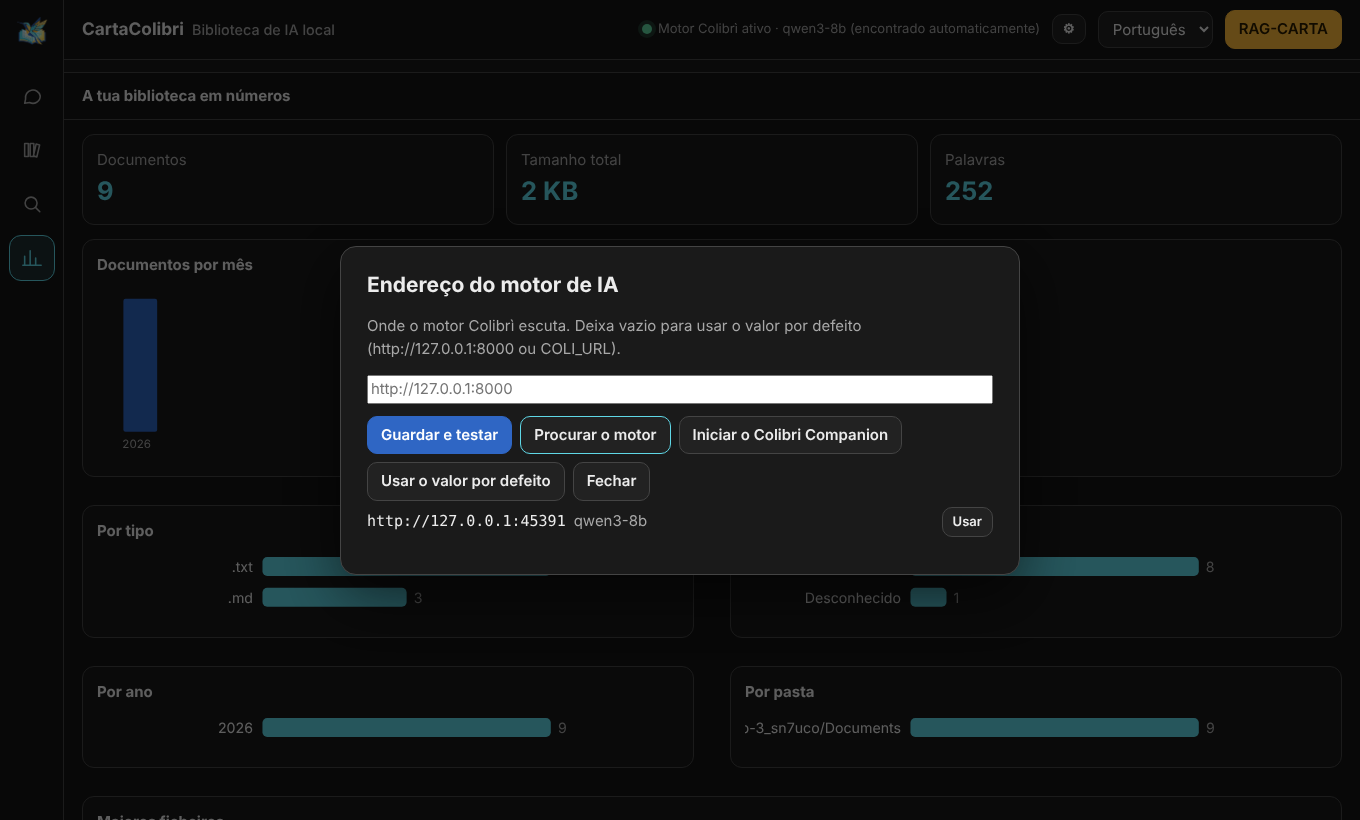 CartaColibri Biblioteca de IA local
Motor Colibrì ativo · qwen3-8b (encontrado automaticamente)
Português
RAG-CARTA
A tua biblioteca em números
Documentos
9
Tamanho total
2 KB
Palavras
252
Documentos por mês
2026
Endereço do motor de IA
Onde o motor Colibrì escuta. Deixa vazio para usar o valor por defeito
(http://127.0.0.1:8000 ou COLI_URL).
http://127.0.0.1:8000
Guardar e testar
Procurar o motor
Iniciar o Colibri Companion
Usar o valor por defeito
Fechar
http://127.0.0.1:45391 qwen3-8b
Usar
Por tipo
.txt
.md 3
8
Desconhecido 1
Por ano
2026 9
Por pasta
-3_sn7uco/Documents 9
Maiores ficheiros